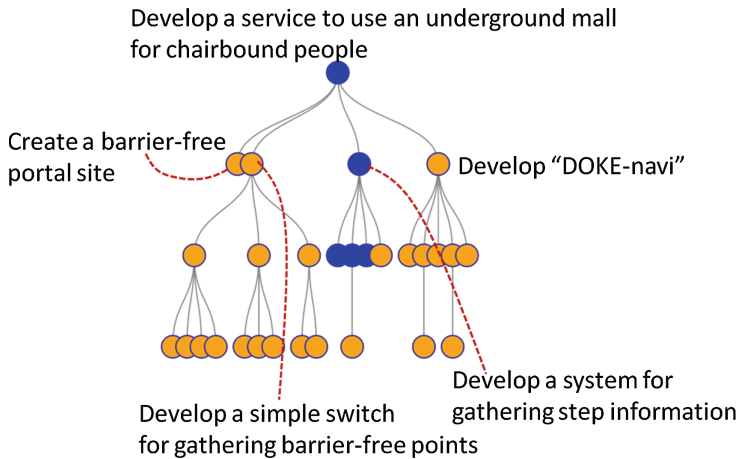 Develop a service to use an underground mall
for chairbound people
Create a barrier-free
portal site
Develop “DOKE-navi”
Develop a system for
gathering step information
Develop a simple switch
for gathering barrier-free points